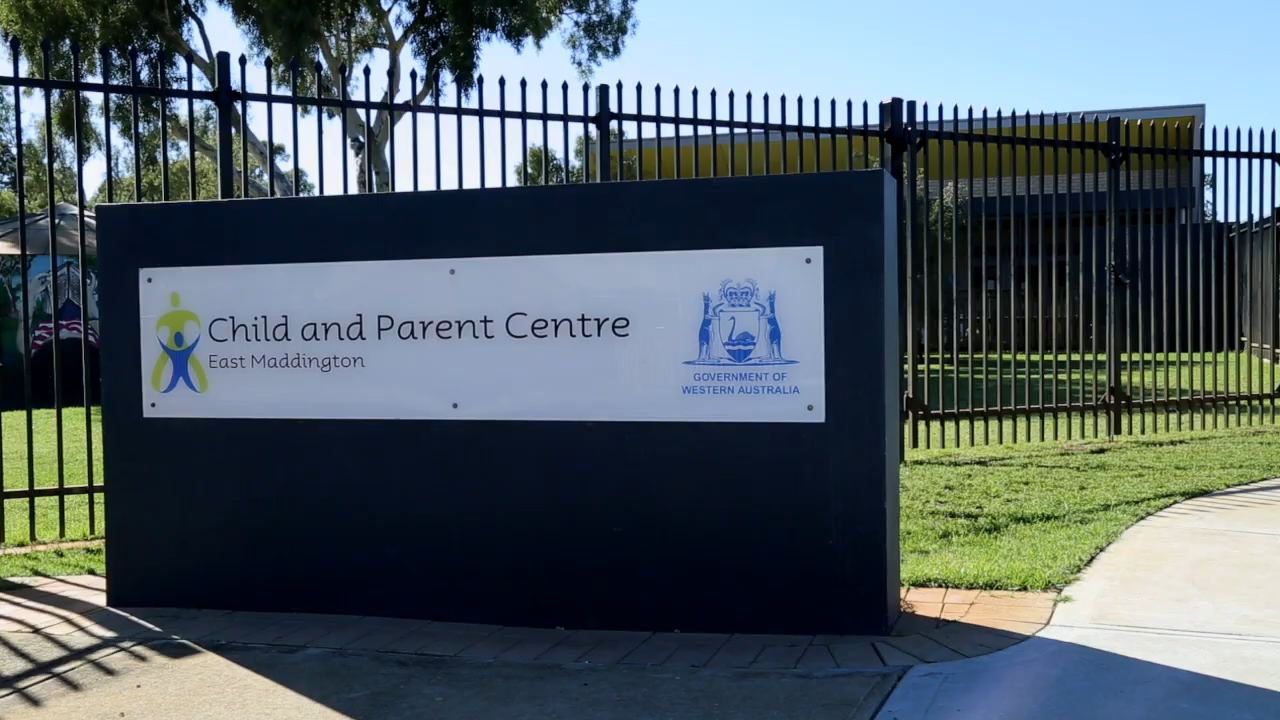 Child and Parent Centre
East Maddington
GOVERNMENT OF
WESTERN AUSTRALIA